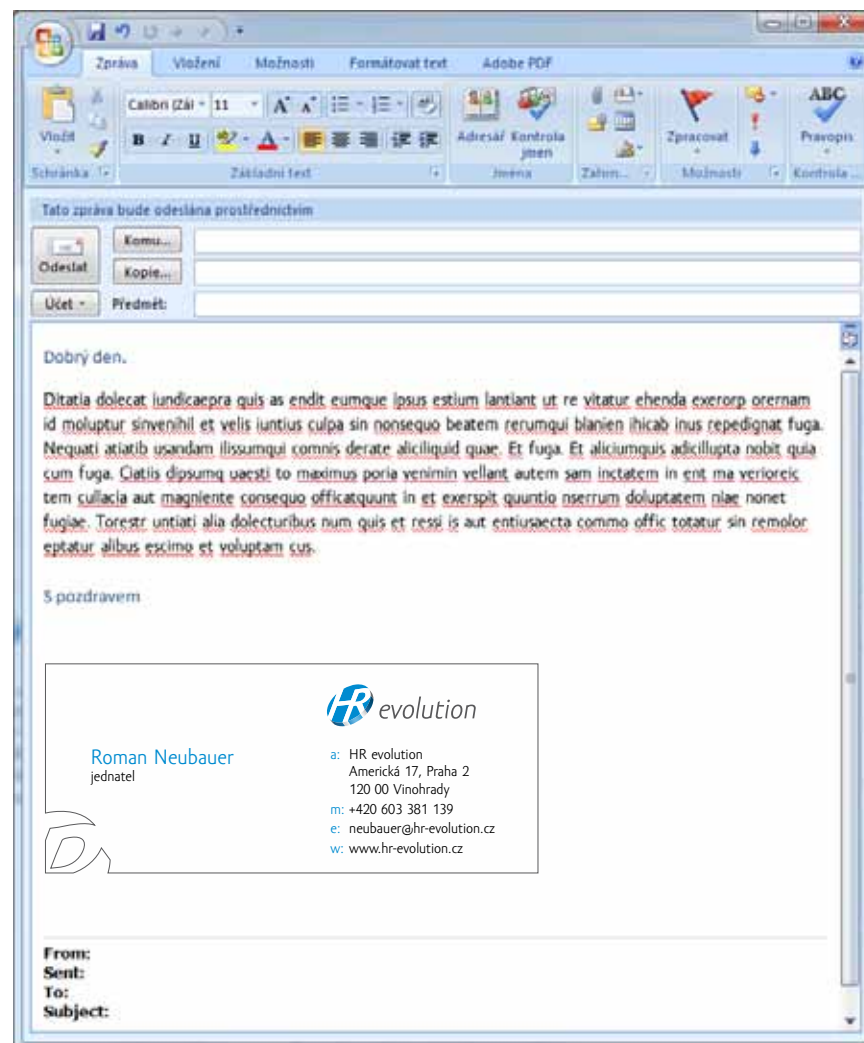 Zpráva Vložení Možnosti Formátovat text Adobe PDF
Calibri (Zál 11
B I U
Vložit Adresář Kontrola jmen Zpracovat ABC Pravopis
Schránka Základní text Jména Zahrn... Možnosti Kontrola ...
Tato zpráva bude odeslána prostřednictvím
Komu...
Odeslat
Kopie...
Účet Předmět:
Dobrý den.
Ditatia dolecat iundicaepra quis as endit eumque ipsus estium lantiant ut re vitatur ehenda exerorp orernam
id moluptur sinvenihil et velis iuntius culpa sin nonsequo beatem rerumqui blanien ihicab inus repedignat fuga.
Nequati atiatib usandam ilissumqui comnis derate aliciliquid quae. Et fuga. Et aliciumquis adicillupta nobit quia
cum fuga. Ciatiis dipsumq uaesti to maximus poria venimin vellant autem sam inctatem in ent ma verioreic
tem cullacia aut magniente consequo officatquunt in et exerspit quuntio nserrum doluptatem niae nonet
fugiae. Torestr untiati alia dolecturibus num quis et ressi is aut entiusaecta commo offic totatur sin remolor
eptatur alibus escimo et voluptam cus.
S pozdravem
HR evolution
Roman Neubauer
jednatel
a: HR evolution
Americká 17, Praha 2
120 00 Vinohrady
m: +420 603 381 139
e: neubauer@hr-evolution.cz
w: www.hr-evolution.cz
From:
Sent:
To:
Subject: